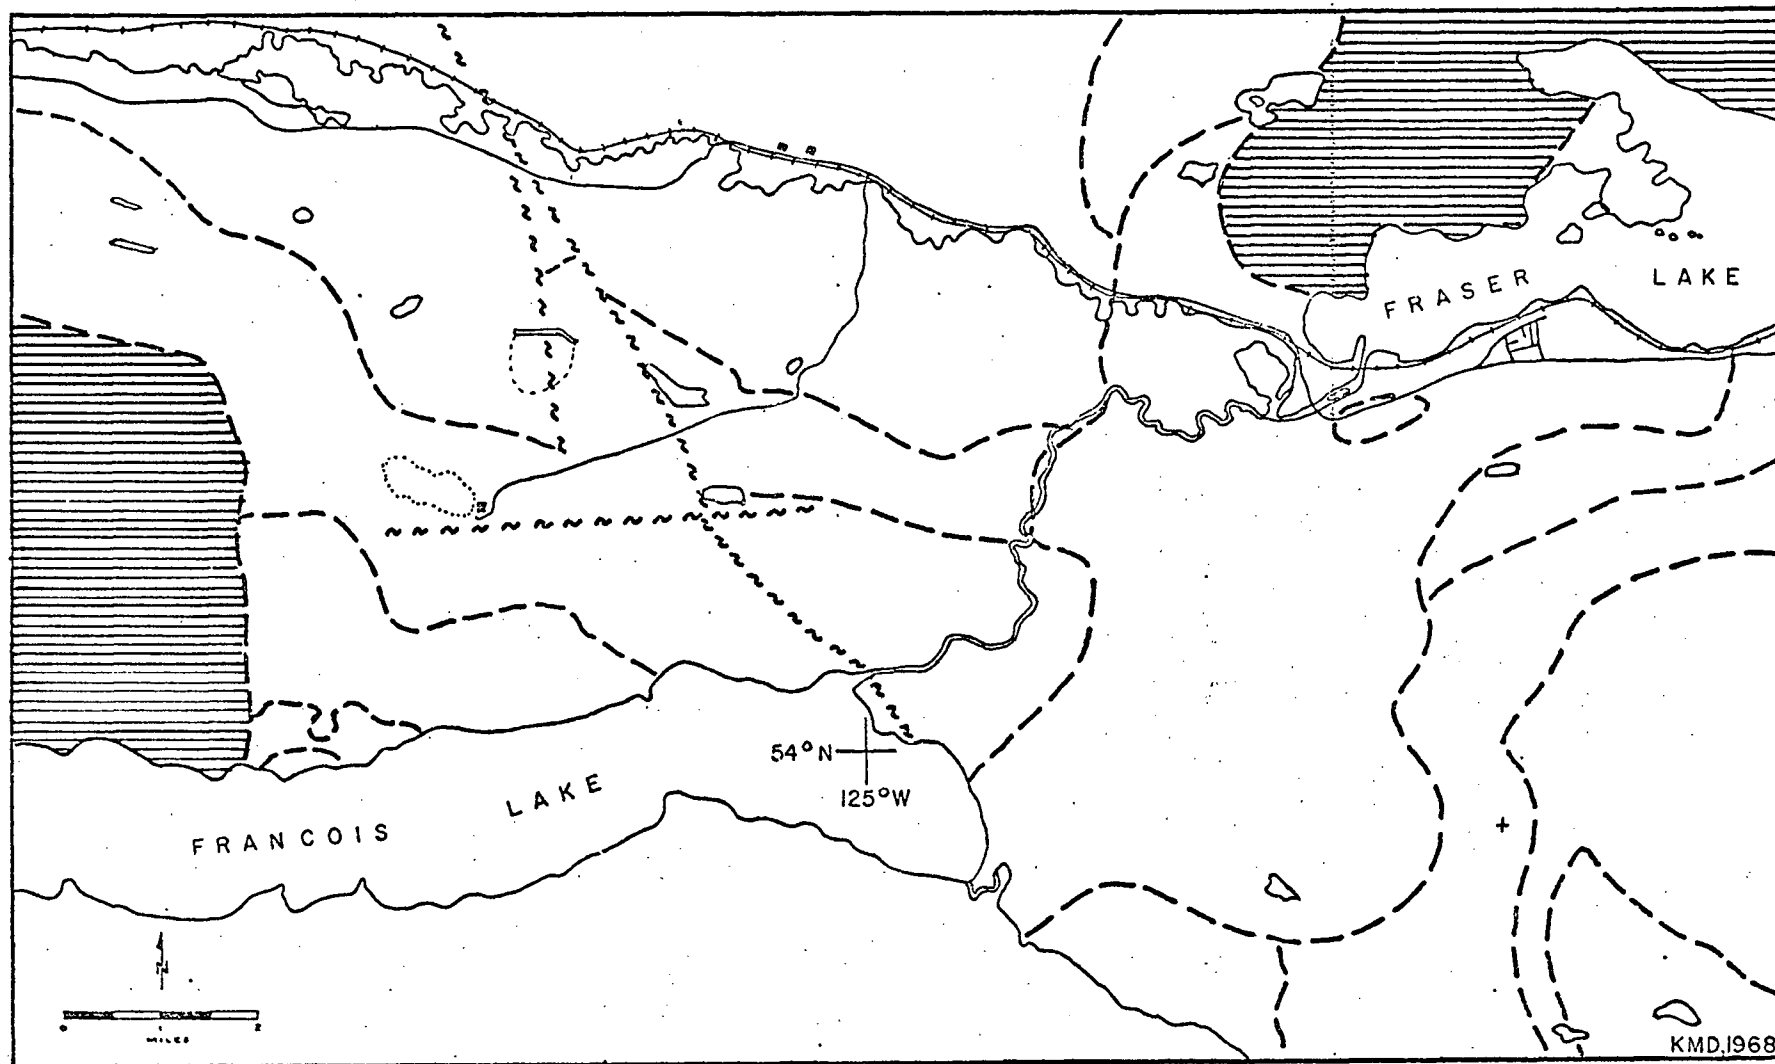 FRASER LAKE
54°N
125°W
FRANCOIS LAKE
N
0 1 2
MILES
KMD,1968